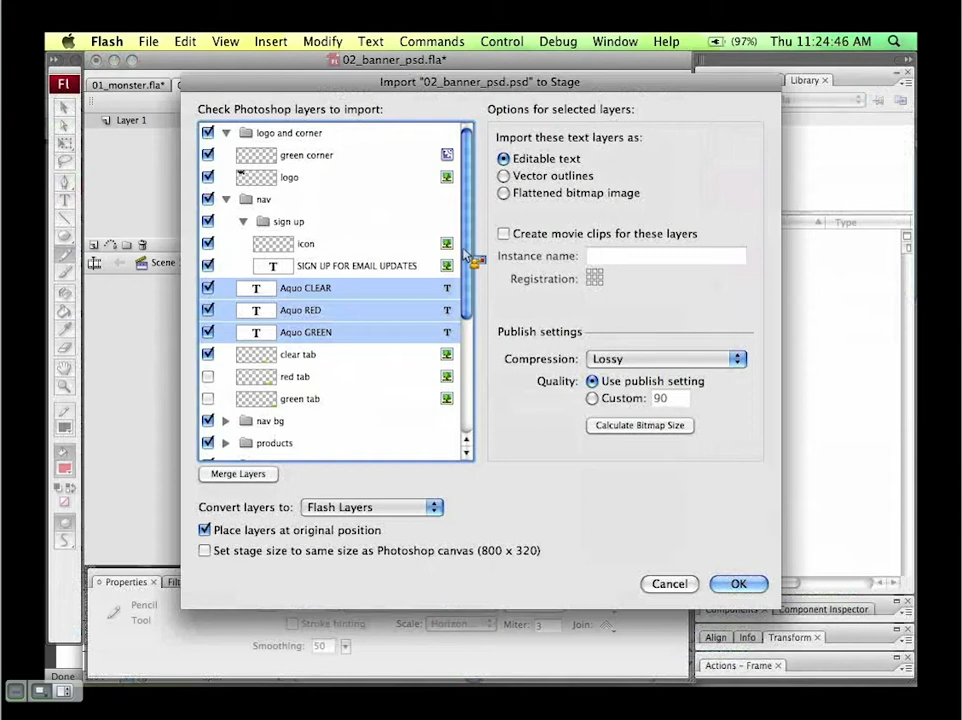 Flash File Edit View Insert Modify Text Commands Control Debug Window Help (97%) Thu 11:24:46 AM
02_banner_psd.fla*
01_monster.fla*
Import "02_banner_psd.psd" to Stage
Library
Fl
Layer 1
Check Photoshop layers to import:
Options for selected layers:
logo and corner
green corner
logo
nav
sign up
icon
T SIGN UP FOR EMAIL UPDATES
T Aquo CLEAR T
T Aquo RED T
T Aquo GREEN T
clear tab
red tab
green tab
nav bg
products
Merge Layers
Import these text layers as:
Editable text
Vector outlines
Flattened bitmap image
Create movie clips for these layers
Instance name:
Registration:
Publish settings
Compression: Lossy
Quality: Use publish setting
Custom: 90
Calculate Bitmap Size
Type
Scene
Convert layers to: Flash Layers
Place layers at original position
Set stage size to same size as Photoshop canvas (800 x 320)
Cancel OK
Properties
Pencil
Tool
Stroke hinting
Scale: Miter: 3 Join:
Smoothing: 50
Components Component Inspector
Align Info Transform
Actions - Frame
Done